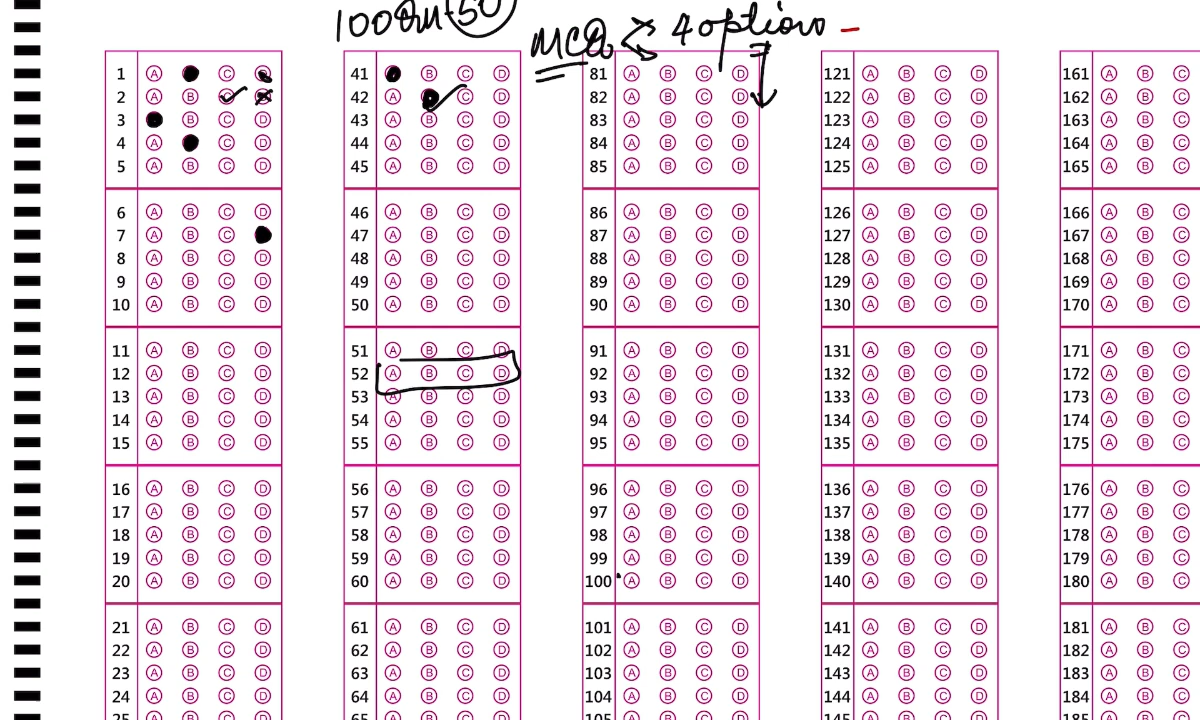 100 50
MCQ 4 options
1 A B C D 41 A B C D 81 A B C D 121 A B C D 161 A B C
2 A B C D 42 A B C D 82 A B C D 122 A B C D 162 A B C
3 A B C D 43 A B C D 83 A B C D 123 A B C D 163 A B C
4 A B C D 44 A B C D 84 A B C D 124 A B C D 164 A B C
5 A B C D 45 A B C D 85 A B C D 125 A B C D 165 A B C
6 A B C D 46 A B C D 86 A B C D 126 A B C D 166 A B C
7 A B C D 47 A B C D 87 A B C D 127 A B C D 167 A B C
8 A B C D 48 A B C D 88 A B C D 128 A B C D 168 A B C
9 A B C D 49 A B C D 89 A B C D 129 A B C D 169 A B C
10 A B C D 50 A B C D 90 A B C D 130 A B C D 170 A B C
11 A B C D 51 A B C D 91 A B C D 131 A B C D 171 A B C
12 A B C D 52 A B C D 92 A B C D 132 A B C D 172 A B C
13 A B C D 53 A B C D 93 A B C D 133 A B C D 173 A B C
14 A B C D 54 A B C D 94 A B C D 134 A B C D 174 A B C
15 A B C D 55 A B C D 95 A B C D 135 A B C D 175 A B C
16 A B C D 56 A B C D 96 A B C D 136 A B C D 176 A B C
17 A B C D 57 A B C D 97 A B C D 137 A B C D 177 A B C
18 A B C D 58 A B C D 98 A B C D 138 A B C D 178 A B C
19 A B C D 59 A B C D 99 A B C D 139 A B C D 179 A B C
20 A B C D 60 A B C D 100 A B C D 140 A B C D 180 A B C
21 A B C D 61 A B C D 101 A B C D 141 A B C D 181 A B C
22 A B C D 62 A B C D 102 A B C D 142 A B C D 182 A B C
23 A B C D 63 A B C D 103 A B C D 143 A B C D 183 A B C
24 A B C D 64 A B C D 104 A B C D 144 A B C D 184 A B C
25 A B C D 65 A B C D 105 A B C D 145 A B C D 185 A B C